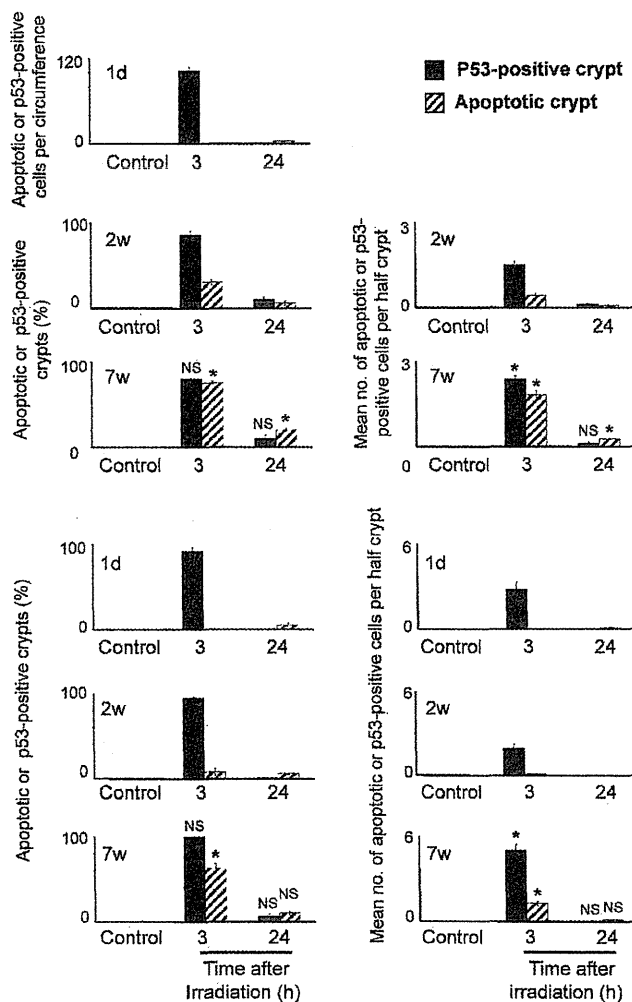 Apoptotic or p53-positive
cells per circumference
120
0
1d
Control 3 24
P53-positive crypt
Apoptotic crypt
Apoptotic or p53-positive
crypts (%)
100
0
2w
Control 3 24
100
0
7w
NS *
NS *
Control 3 24
Mean no. of apoptotic or p53-
positive cells per half crypt
3
0
2w
Control 3 24
3
0
7w
* *
NS *
Control 3 24
Apoptotic or p53-positive crypts (%)
100
0
1d
Control 3 24
100
0
2w
Control 3 24
100
0
7w
NS *
NS NS
Control 3 24
Time after
Irradiation (h)
Mean no. of apoptotic or p53-positive cells per half crypt
6
0
1d
Control 3 24
6
0
2w
Control 3 24
6
0
7w
* *
NS NS
Control 3 24
Time after
irradiation (h)